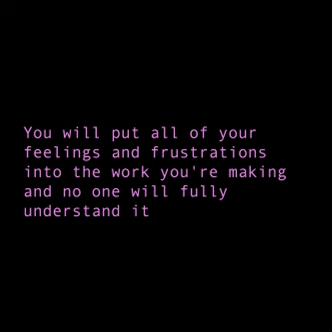 You will put all of your
feelings and frustrations
into the work you're making
and no one will fully
understand it